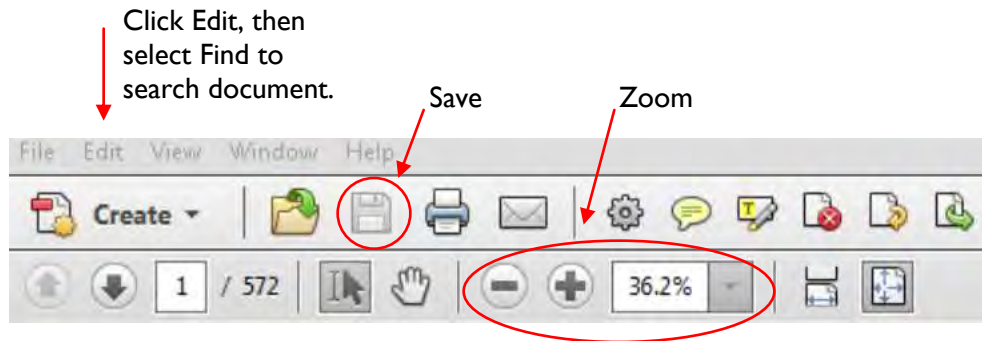 Click Edit, then
select Find to
search document.
Save Zoom
File Edit View Window Help
Create
T
1 / 572 36.2%